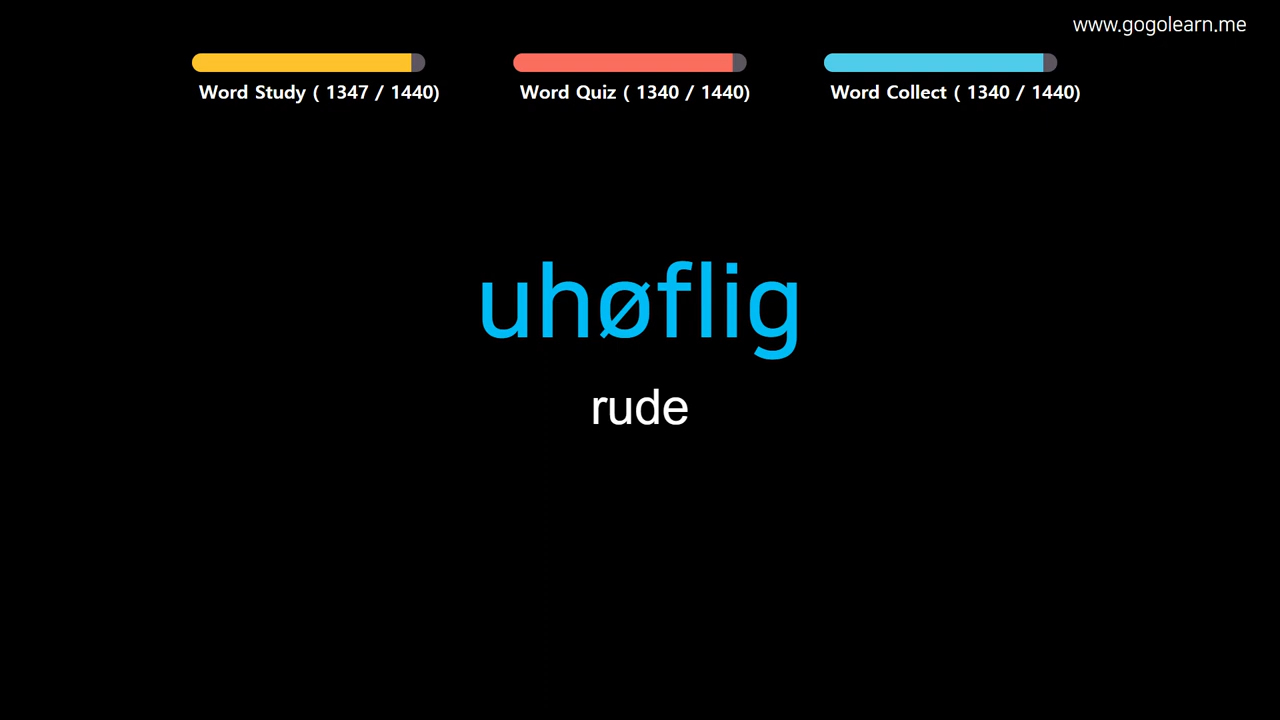 www.gogolearn.me
Word Study ( 1347 / 1440)
Word Quiz ( 1340 / 1440)
Word Collect ( 1340 / 1440)
uhøflig
rude